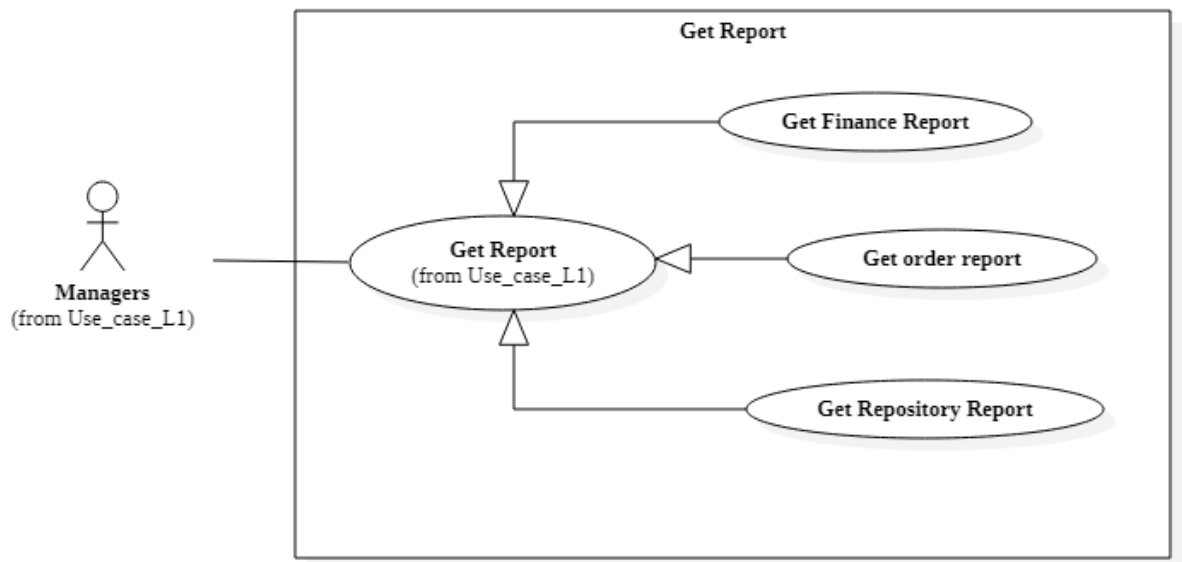 Get Report
Get Finance Report
Get Report
(from Use_case_L1)
Get order report
Managers
(from Use_case_L1)
Get Repository Report